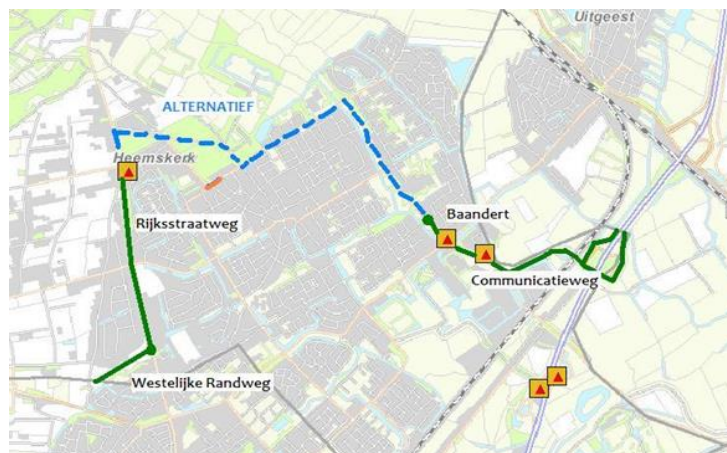 Uitgeest
ALTERNATIEF
Heemskerk
Rijksstraatweg
Baandert
Communicatieweg
Westelijke Randweg